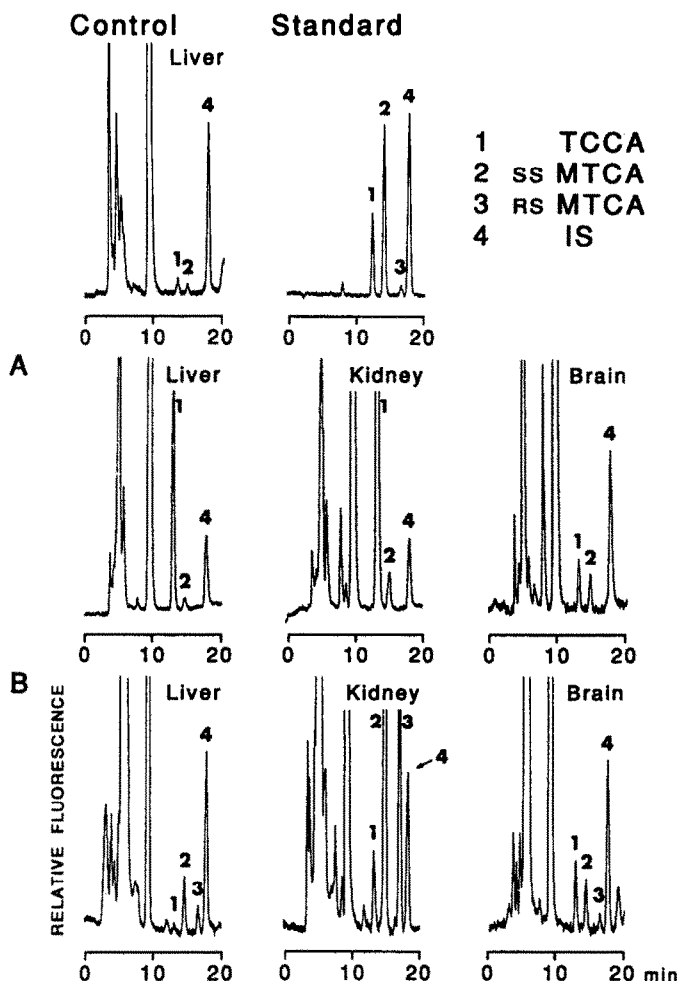 Control Standard
Liver
4
1 2
0 10 20
1 2 3 4
0 10 20
1 TCCA
2 SS MTCA
3 RS MTCA
4 IS
A
Liver
1
2
4
0 10 20
Kidney
1
2
4
0 10 20
Brain
1 2
4
0 10 20
B
RELATIVE FLUORESCENCE
Liver
1 2 3 4
0 10 20
Kidney
1 2 3 4
0 10 20
Brain
1 2 3 4
0 10 20 min